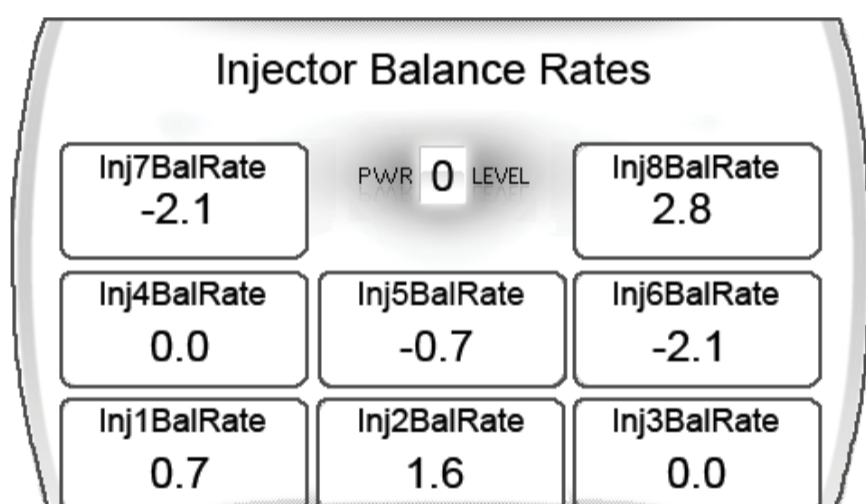 Injector Balance Rates
Inj7BalRate
-2.1
PWR 0 LEVEL
Inj8BalRate
2.8
Inj4BalRate
0.0
Inj5BalRate
-0.7
Inj6BalRate
-2.1
Inj1BalRate
0.7
Inj2BalRate
1.6
Inj3BalRate
0.0